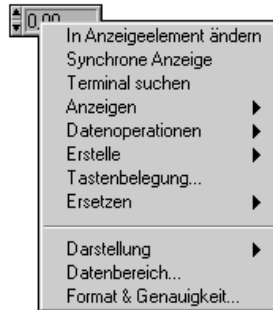 0,00
In Anzeigeelement ändern
Synchrone Anzeige
Terminal suchen
Anzeigen
Datenoperationen
Erstelle
Tastenbelegung...
Ersetzen
Darstellung
Datenbereich...
Format & Genauigkeit...